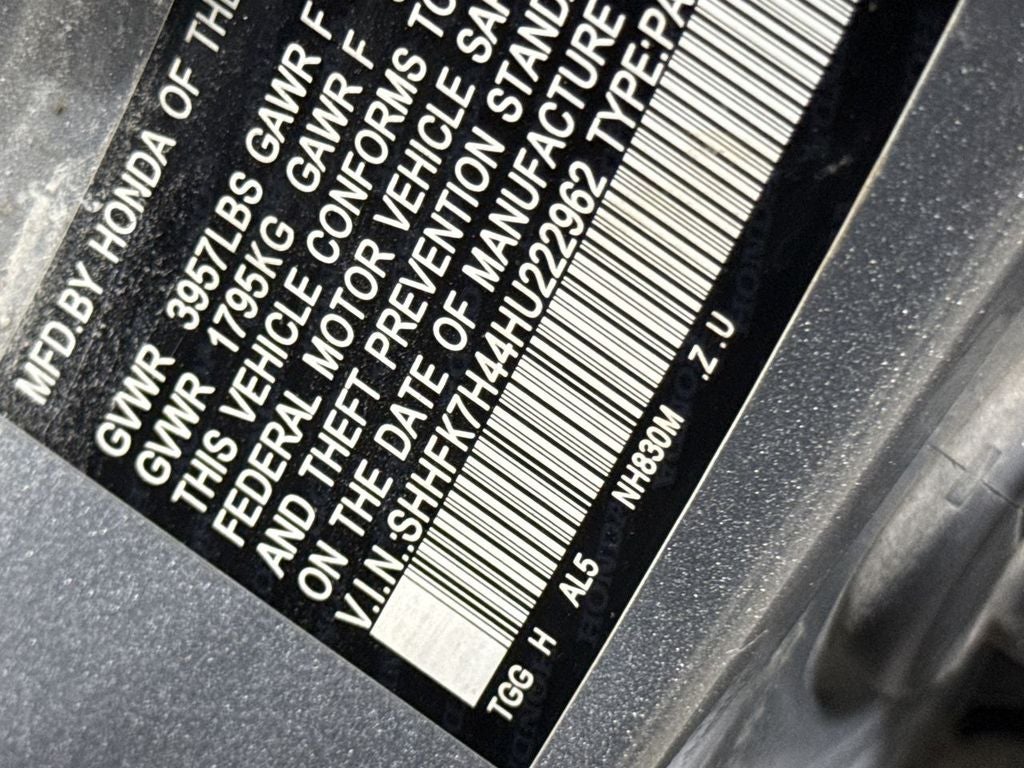 MFD.BY HONDA OF THE
GVWR 3957LBS GAWR F
GVWR 1795KG GAWR F
THIS VEHICLE CONFORMS TO
FEDERAL MOTOR VEHICLE SAF
AND THEFT PREVENTION STAND
ON THE DATE OF MANUFACTURE
V.I.N.:SHHFK7H44HU222962 TYPE:PA
TGG H AL5 NH830M .Z .U